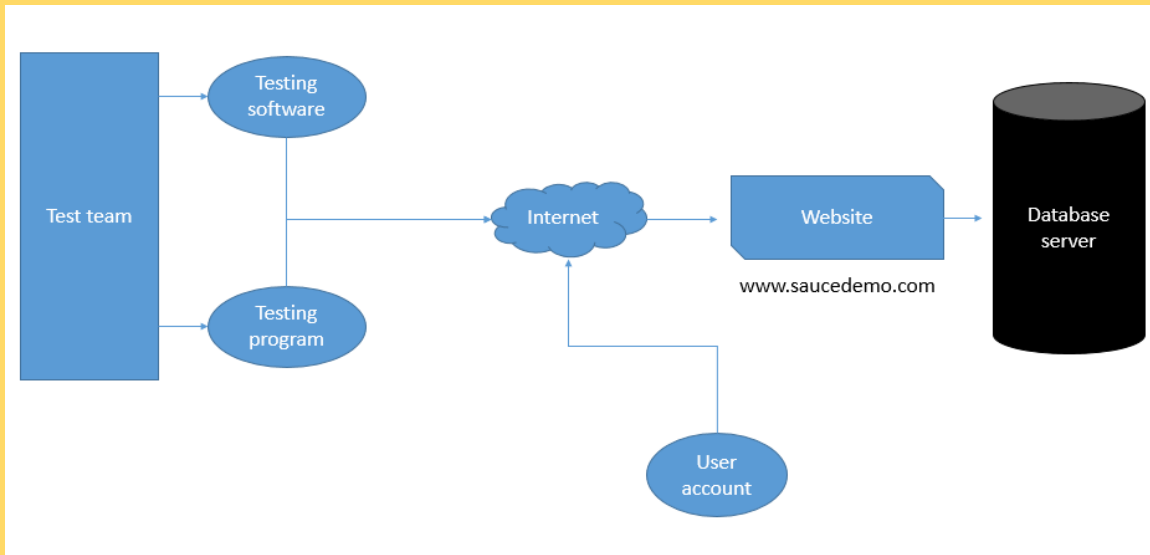 Testing
software
Test team
Internet
Website
Database
server
www.saucedemo.com
Testing
program
User
account